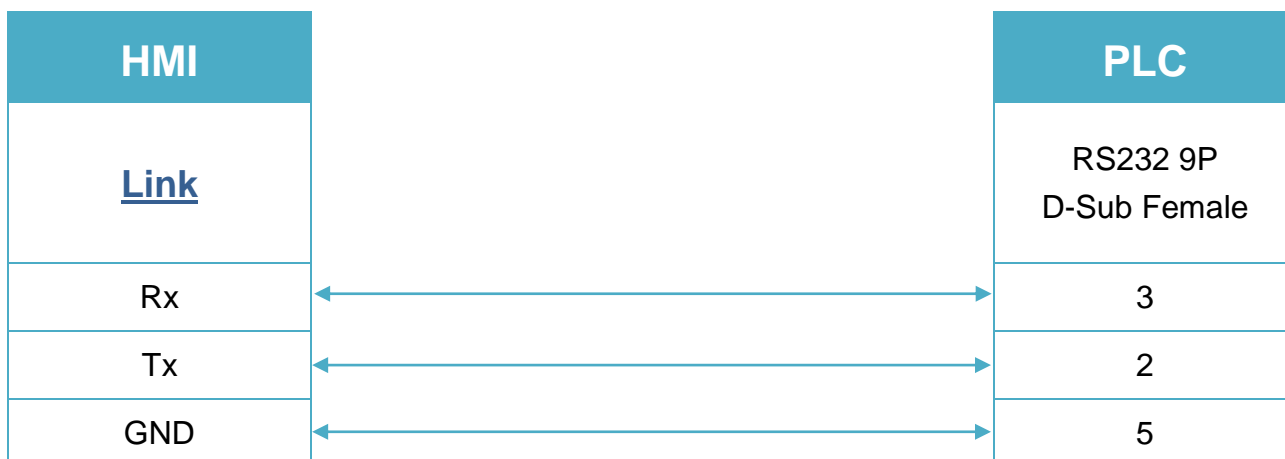 HMI PLC
Link RS232 9P
D-Sub Female
Rx 3
Tx 2
GND 5